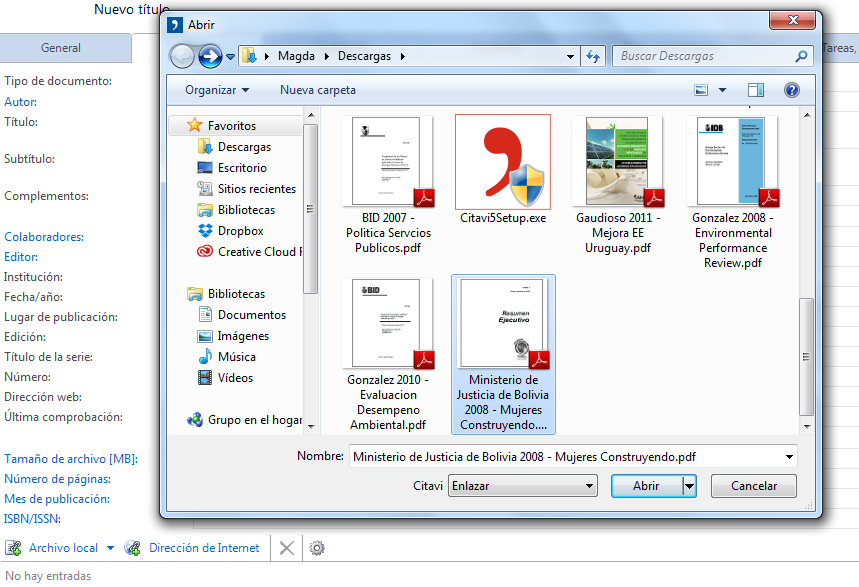 Nuevo título
Abrir
General
Tareas,
Magda
Descargas
Buscar Descargas
Organizar
Nueva carpeta
Tipo de documento:
Autor:
Título:
Subtítulo:
Complementos:
Colaboradores:
Editor:
Institución:
Fecha/año:
Lugar de publicación:
Edición:
Título de la serie:
Número:
Dirección web:
Última comprobación:
Tamaño de archivo [MB]:
Número de páginas:
Mes de publicación:
ISBN/ISSN:
Favoritos
Descargas
Escritorio
Sitios recientes
Bibliotecas
Dropbox
Creative Cloud F
Bibliotecas
Documentos
Imágenes
Música
Vídeos
Grupo en el hogar
BID 2007 -
Politica Servcios
Publicos.pdf
Citavi5Setup.exe
Gaudioso 2011 -
Mejora EE
Uruguay.pdf
IDB
Gonzalez 2008 -
Environmental
Performance
Review.pdf
BID
Gonzalez 2010 -
Evaluacion
Desempeno
Ambiental.pdf
Resumen
Ejecutivo
Ministerio de
Justicia de Bolivia
2008 - Mujeres
Construyendo....
Nombre:
Ministerio de Justicia de Bolivia 2008 - Mujeres Construyendo.pdf
Citavi
Enlazar
Abrir
Cancelar
Archivo local
Dirección de Internet
No hay entradas